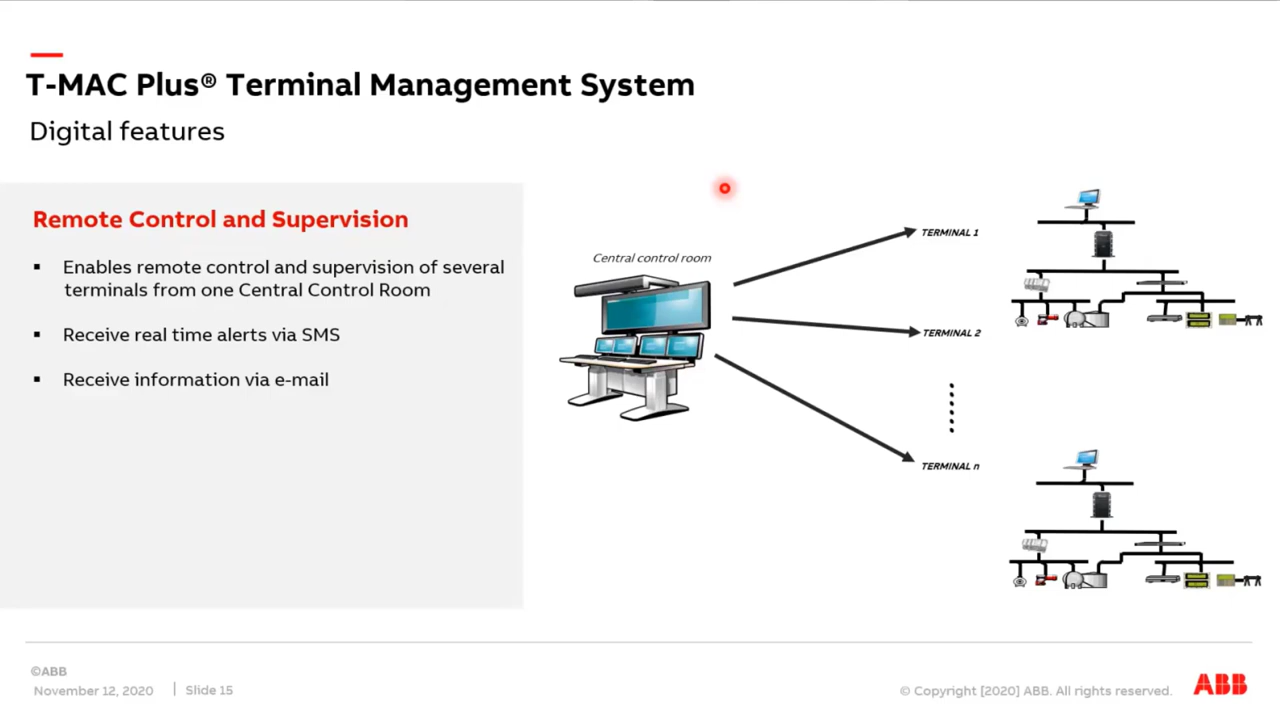 T-MAC Plus® Terminal Management System
Digital features
Remote Control and Supervision
▪ Enables remote control and supervision of several
terminals from one Central Control Room
▪ Receive real time alerts via SMS
▪ Receive information via e-mail
Central control room
TERMINAL 1
TERMINAL 2
TERMINAL n
©ABB
November 12, 2020 | Slide 15
© Copyright [2020] ABB. All rights reserved.
ABB